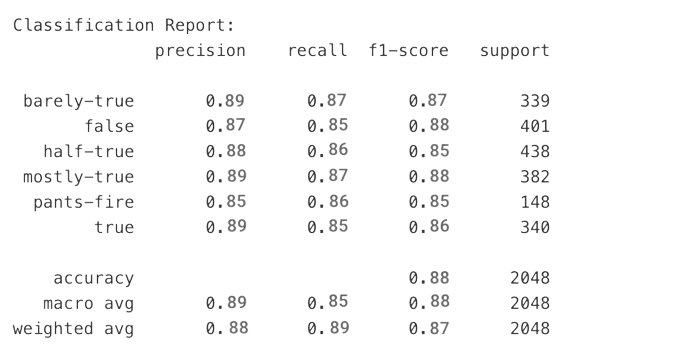 Classification Report:
precision recall f1-score support
barely-true 0.89 0.87 0.87 339
false 0.87 0.85 0.88 401
half-true 0.88 0.86 0.85 438
mostly-true 0.89 0.87 0.88 382
pants-fire 0.85 0.86 0.85 148
true 0.89 0.85 0.86 340
accuracy 0.88 2048
macro avg 0.89 0.85 0.88 2048
weighted avg 0.88 0.89 0.87 2048